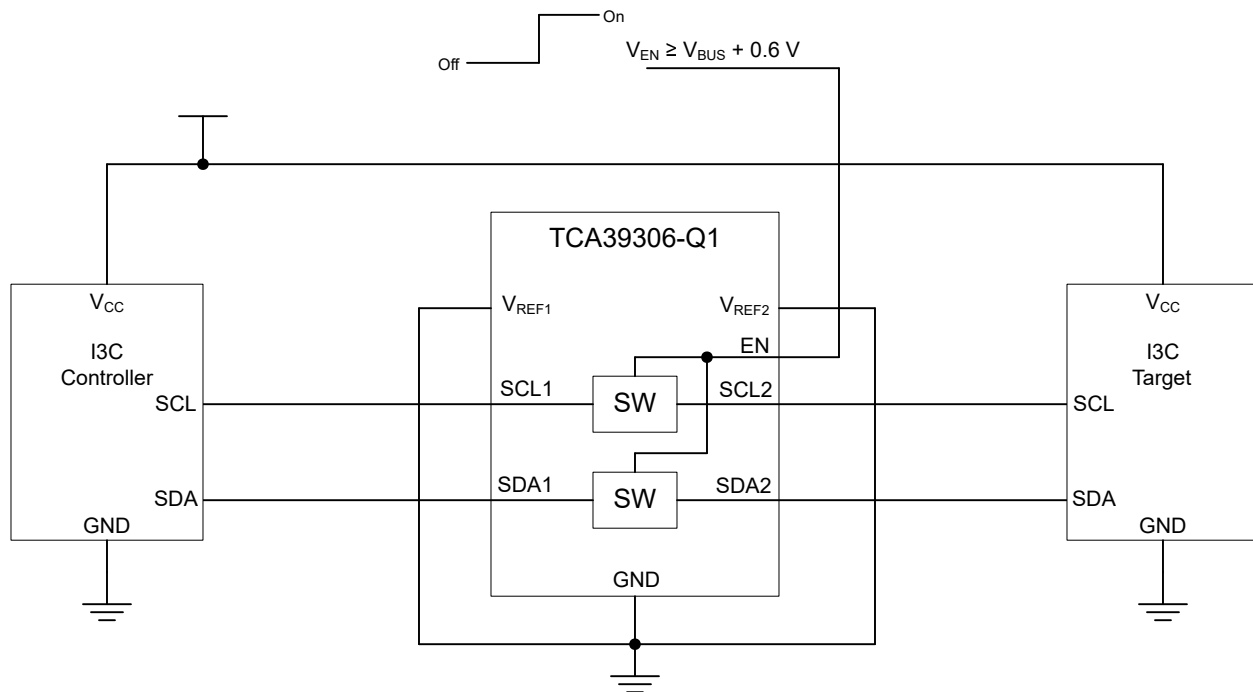 On
Off
V_EN ≥ V_BUS + 0.6 V
TCA39306-Q1
V_CC
I3C
Controller
SCL
SDA
GND
V_REF1
V_REF2
EN
SCL1
SW
SCL2
SDA1
SW
SDA2
GND
V_CC
I3C
Target
SCL
SDA
GND